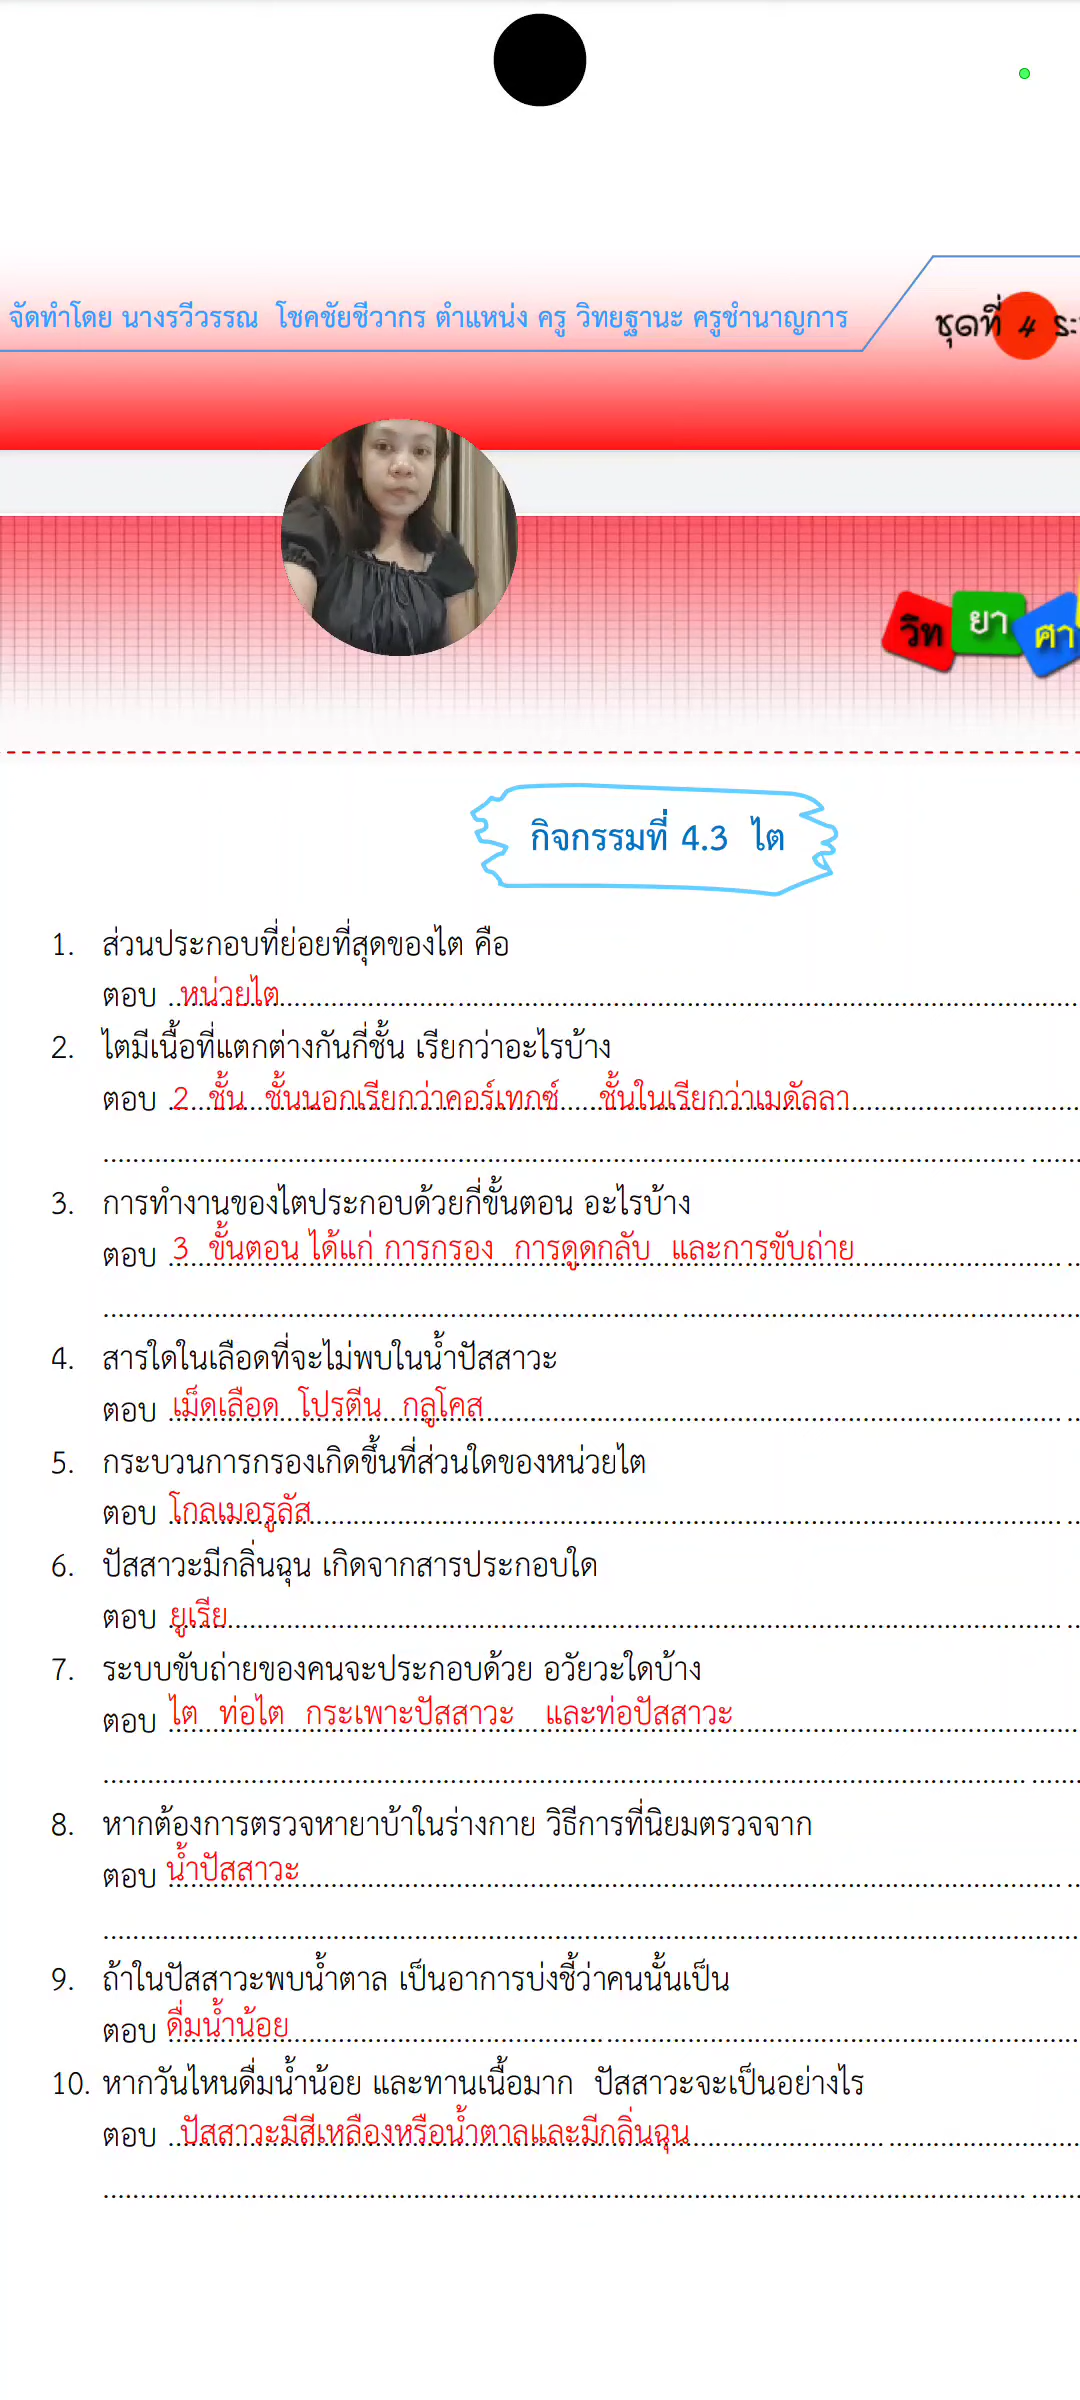 จัดทำโดย นางรวีวรรณ โชคชัยชีวากร ตำแหน่ง ครู วิทยฐานะ ครูชำนาญการ
ชุดที่ 4 ระ
วิท ยา ศา
กิจกรรมที่ 4.3 ไต
1. ส่วนประกอบที่ย่อยที่สุดของไต คือ
ตอบ หน่วยไต
2. ไตมีเนื้อที่แตกต่างกันกี่ชั้น เรียกว่าอะไรบ้าง
ตอบ 2 ชั้น ชั้นนอกเรียกว่าคอร์เทกซ์ ชั้นในเรียกว่าเมดัลลา
3. การทำงานของไตประกอบด้วยกี่ขั้นตอน อะไรบ้าง
ตอบ 3 ขั้นตอน ได้แก่ การกรอง การดูดกลับ และการขับถ่าย
4. สารใดในเลือดที่จะไม่พบในน้ำปัสสาวะ
ตอบ เม็ดเลือด โปรตีน กลูโคส
5. กระบวนการกรองเกิดขึ้นที่ส่วนใดของหน่วยไต
ตอบ โกลเมอรูลัส
6. ปัสสาวะมีกลิ่นฉุน เกิดจากสารประกอบใด
ตอบ ยูเรีย
7. ระบบขับถ่ายของคนจะประกอบด้วย อวัยวะใดบ้าง
ตอบ ไต ท่อไต กระเพาะปัสสาวะ และท่อปัสสาวะ
8. หากต้องการตรวจหายาบ้าในร่างกาย วิธีการที่นิยมตรวจจาก
ตอบ น้ำปัสสาวะ
9. ถ้าในปัสสาวะพบน้ำตาล เป็นอาการบ่งชี้ว่าคนนั้นเป็น
ตอบ ดื่มน้ำน้อย
10. หากวันไหนดื่มน้ำน้อย และทานเนื้อมาก ปัสสาวะจะเป็นอย่างไร
ตอบ ปัสสาวะมีสีเหลืองหรือน้ำตาลและมีกลิ่นฉุน